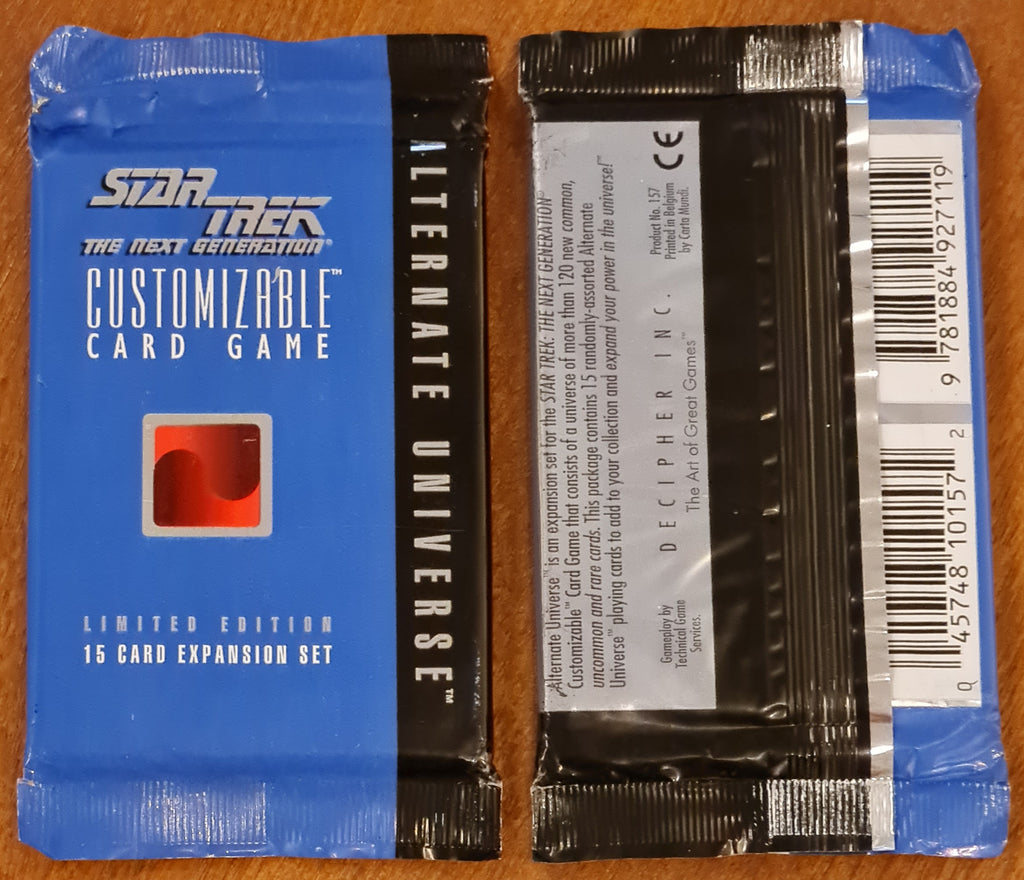 STAR TREK
THE NEXT GENERATION®
CUSTOMIZABLE™
CARD GAME
LIMITED EDITION
15 CARD EXPANSION SET
ALTERNATE UNIVERSE™
Alternate Universe™ is an expansion set for the STAR TREK: THE NEXT GENERATION®
Customizable™ Card Game that consists of a universe of more than 120 new common,
uncommon and rare cards. This package contains 15 randomly-assorted Alternate
Universe™ playing cards to add to your collection and expand your power in the universe!™
Gameplay by
Technical Game
Services.
DECIPHER INC.
The Art of Great Games™
Product No. 157
Printed in Belgium
by Carta Mundi.
CE
9 781884 927119
0 45748 10157 2